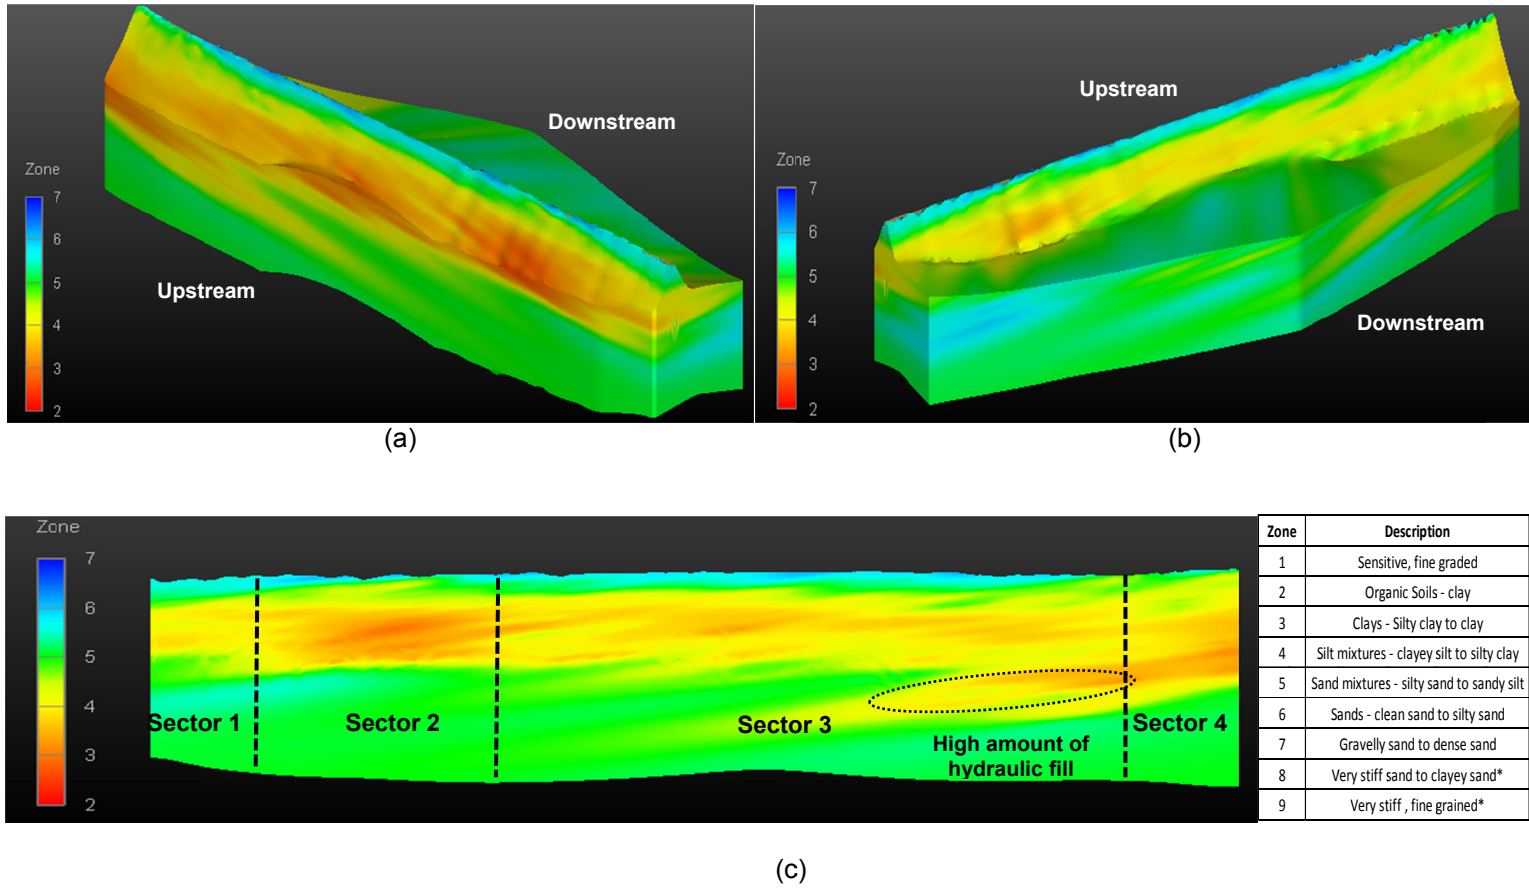 Downstream
Zone
7
6
5
4
3
2
Upstream
(a)
Upstream
Zone
7
6
5
4
3
2
Downstream
(b)
Zone
7
6
5
4
3
2
Sector 1
Sector 2
Sector 3
Sector 4
High amount of
hydraulic fill
Zone Description
1 Sensitive, fine graded
2 Organic Soils - clay
3 Clays - Silty clay to clay
4 Silt mixtures - clayey silt to silty clay
5 Sand mixtures - silty sand to sandy silt
6 Sands - clean sand to silty sand
7 Gravelly sand to dense sand
8 Very stiff sand to clayey sand*
9 Very stiff , fine grained*
(c)